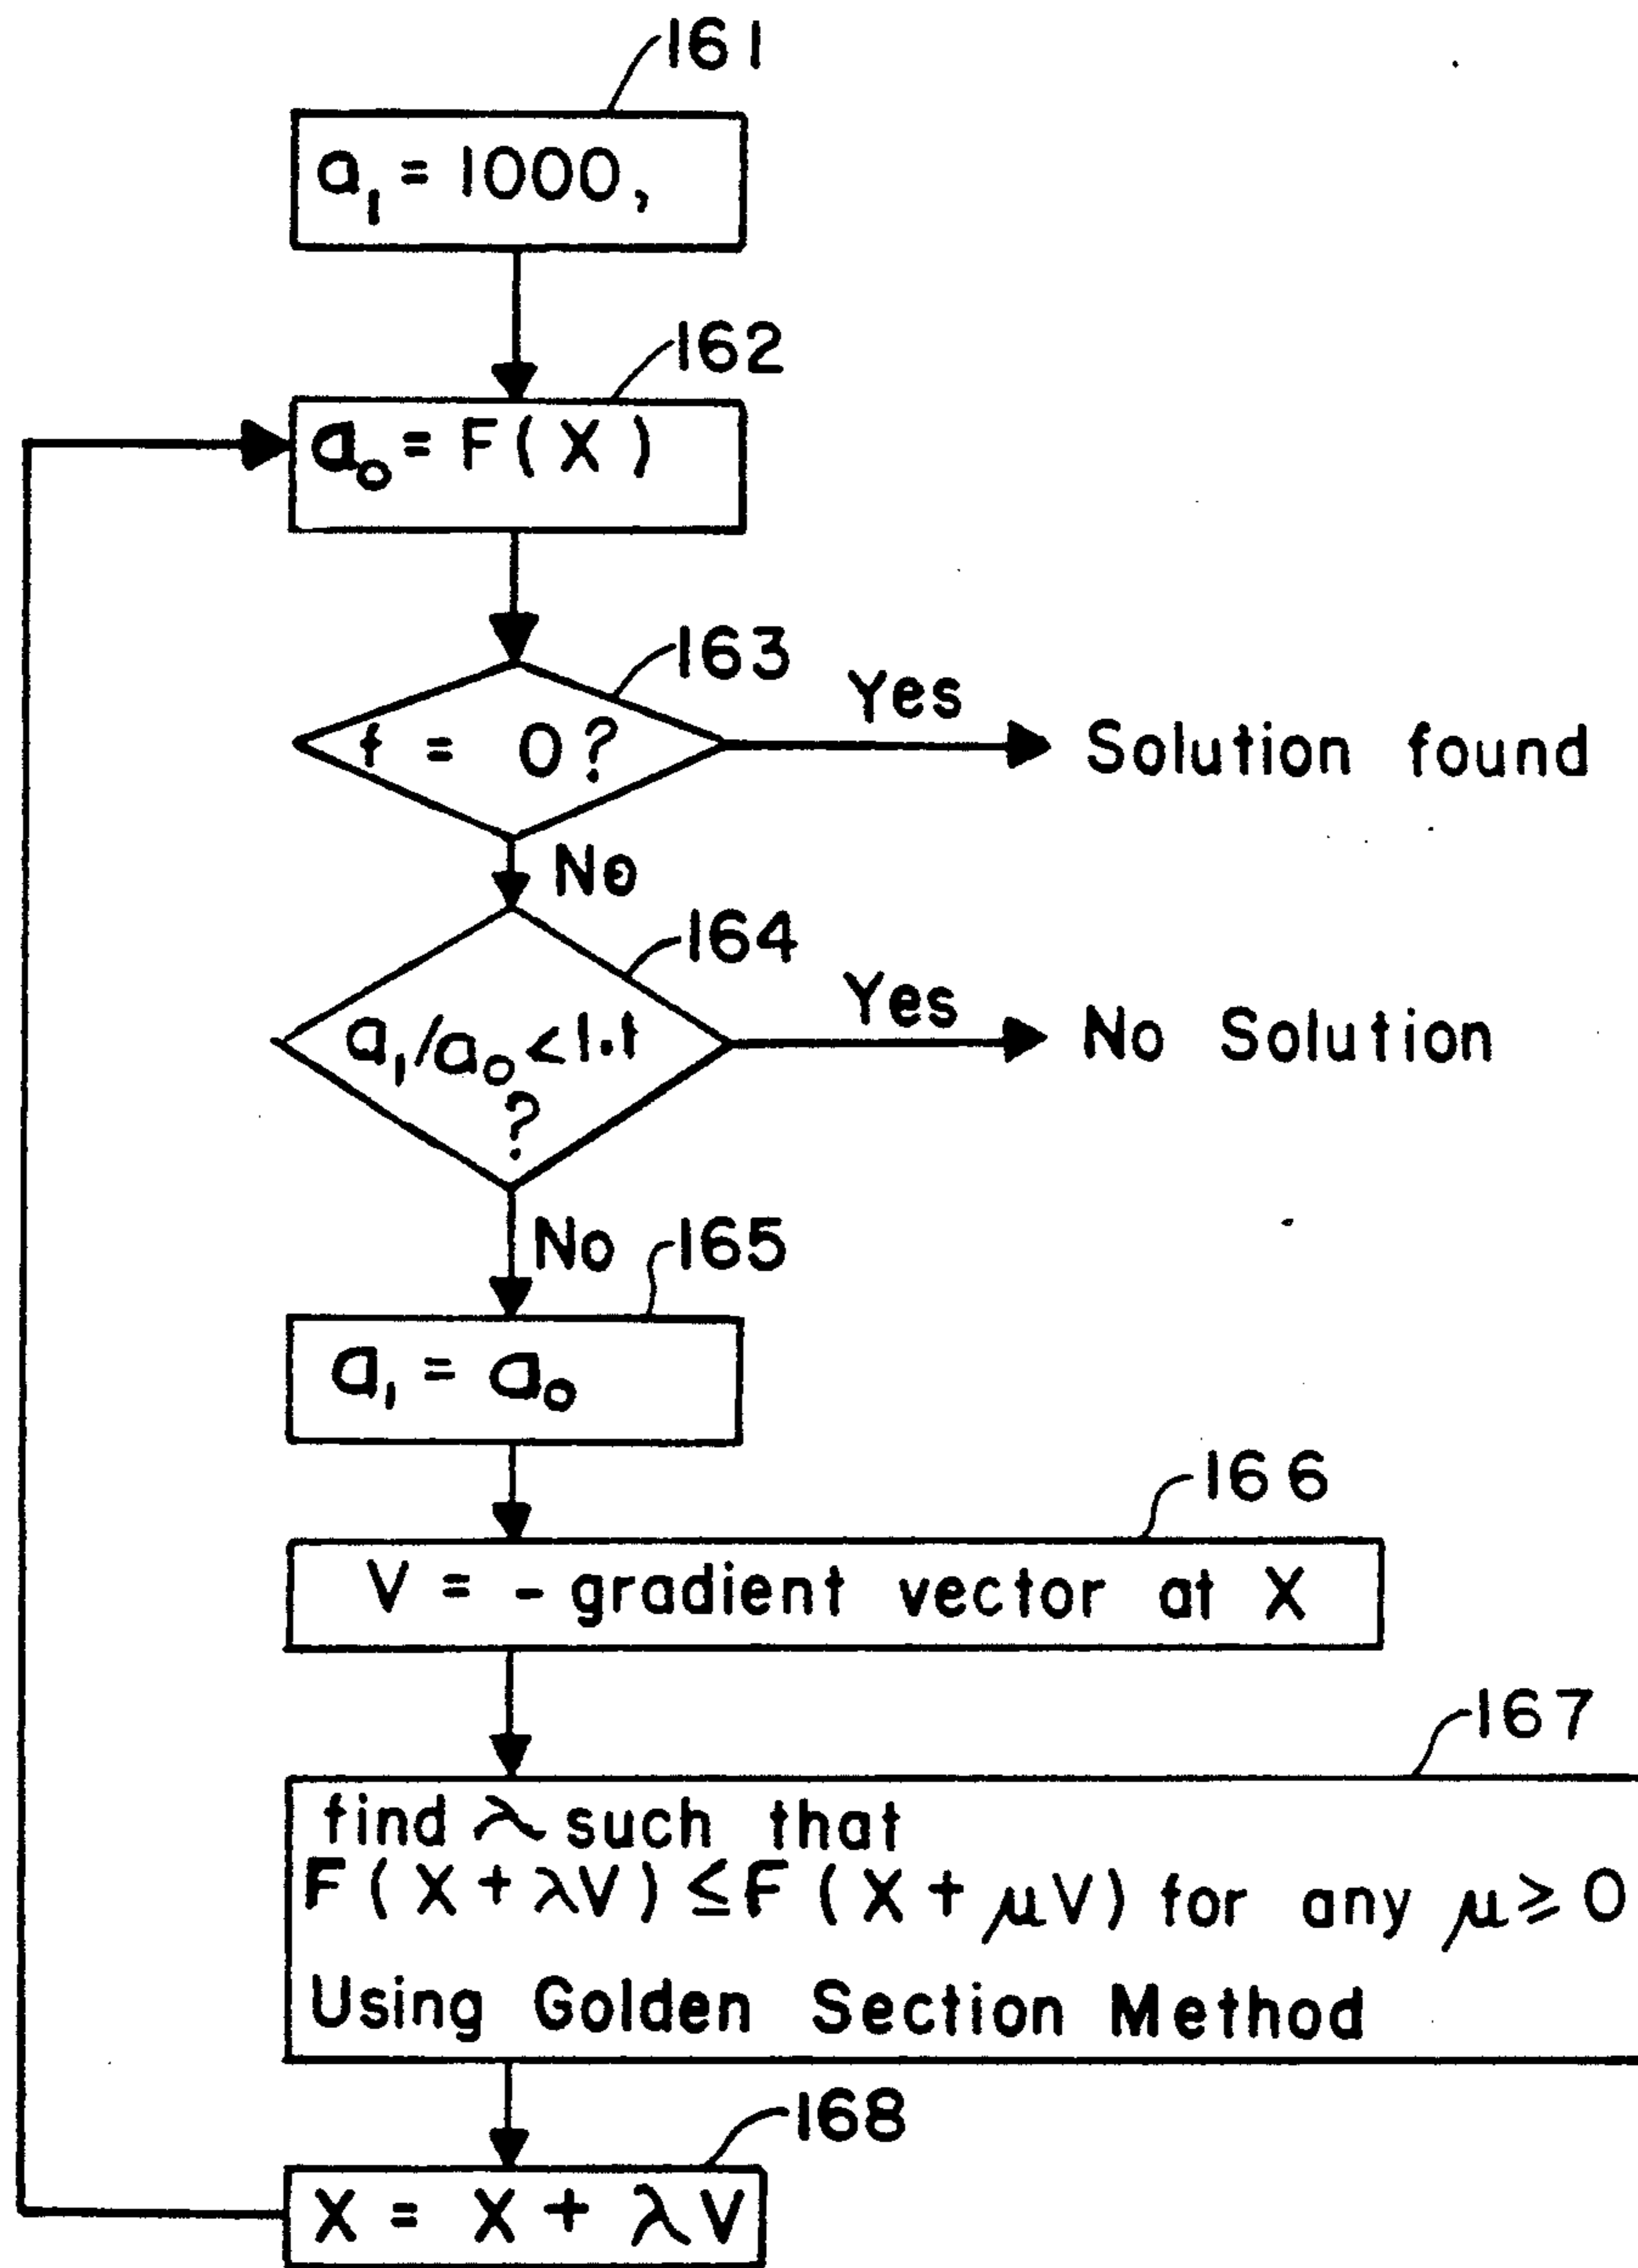 161
a₁ = 1000,
162
a₀ = F(X)
163
f = 0?
Yes
Solution found
No
164
a₁/a₀ < 1.1
?
Yes
No Solution
No
165
a₁ = a₀
166
V = - gradient vector at X
167
find λ such that
F(X + λV) ≤ F(X + μV) for any μ ≥ 0
Using Golden Section Method
168
X = X + λV